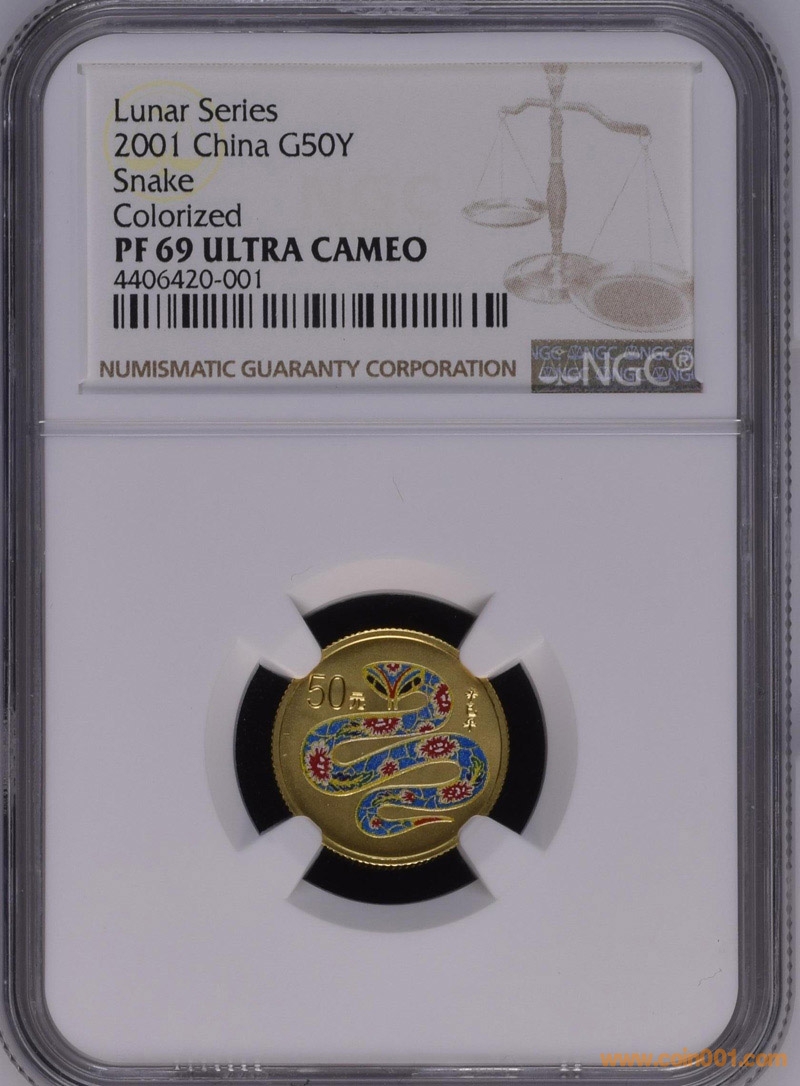 Lunar Series
2001 China G50Y
Snake
Colorized
PF 69 ULTRA CAMEO
4406420-001
NUMISMATIC GUARANTY CORPORATION
NGC®
50元
www.coin001.com